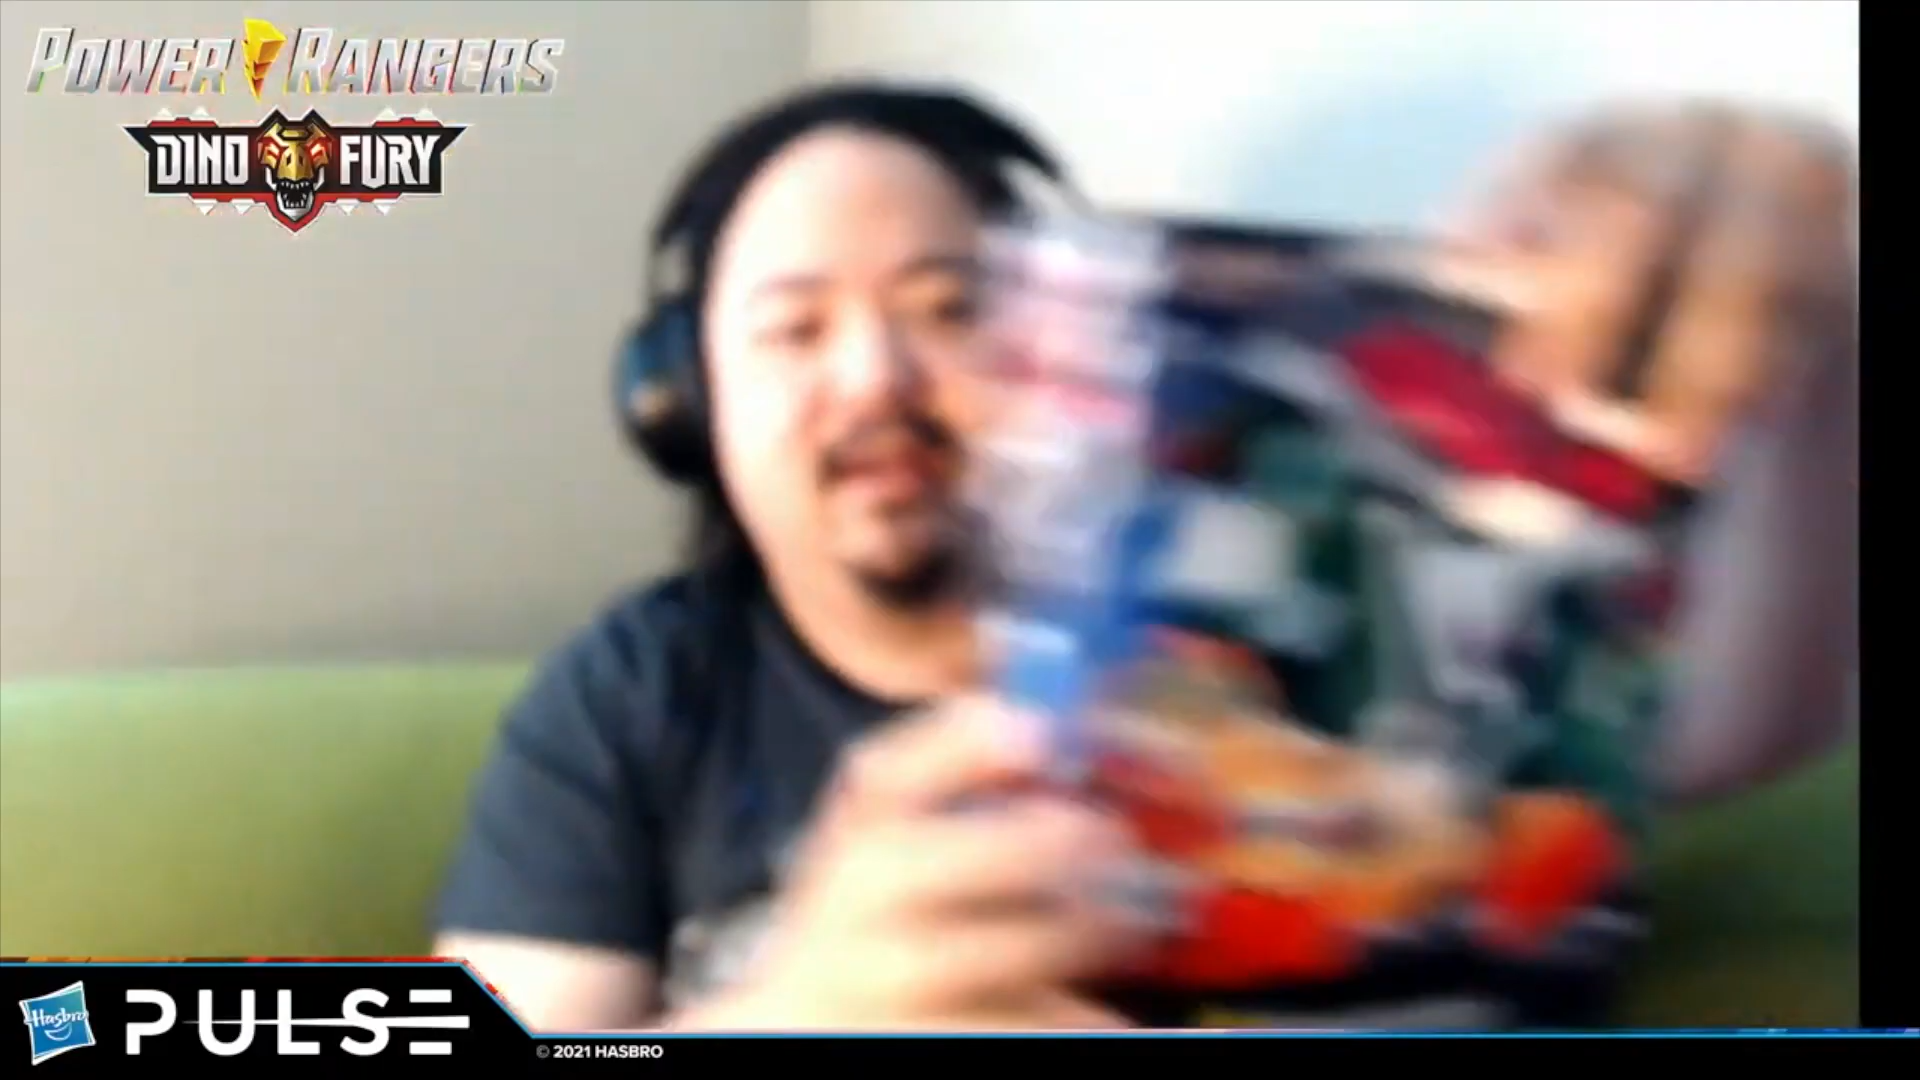 POWER RANGERS
DINO FURY
Hasbro
PULSE
© 2021 HASBRO